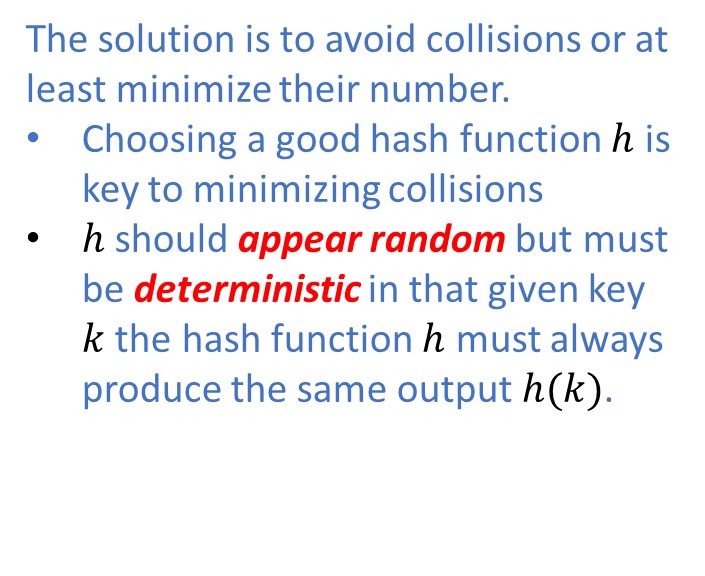 The solution is to avoid collisions or at
least minimize their number.
• Choosing a good hash function h is
key to minimizing collisions
• h should appear random but must
be deterministic in that given key
k the hash function h must always
produce the same output h(k).